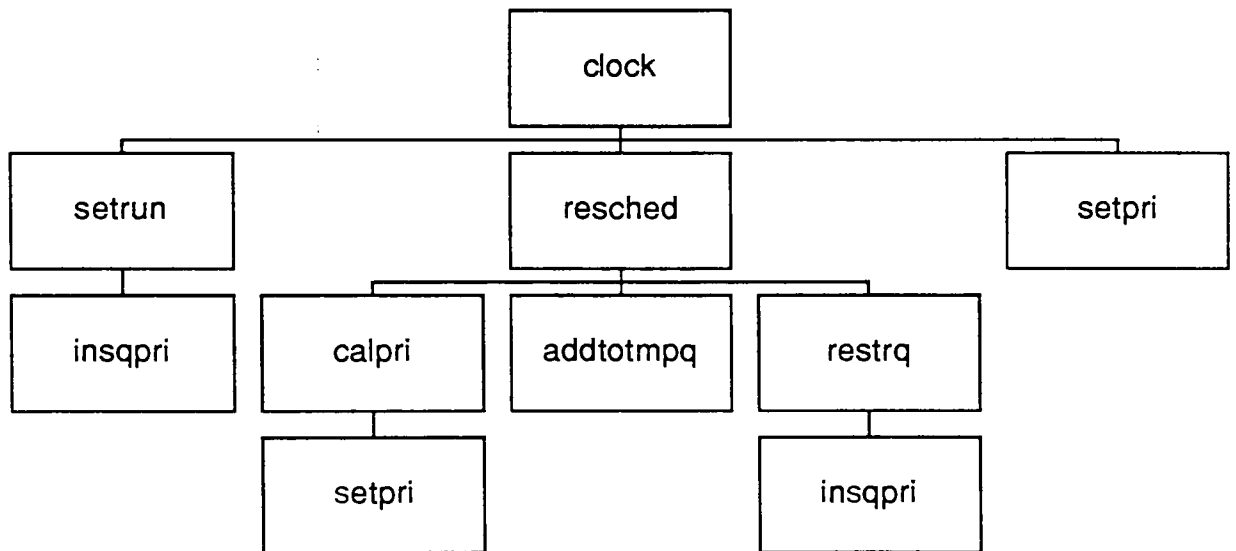 clock
setrun
resched
setpri
insqpri
calpri
addtotmpq
restrq
setpri
insqpri